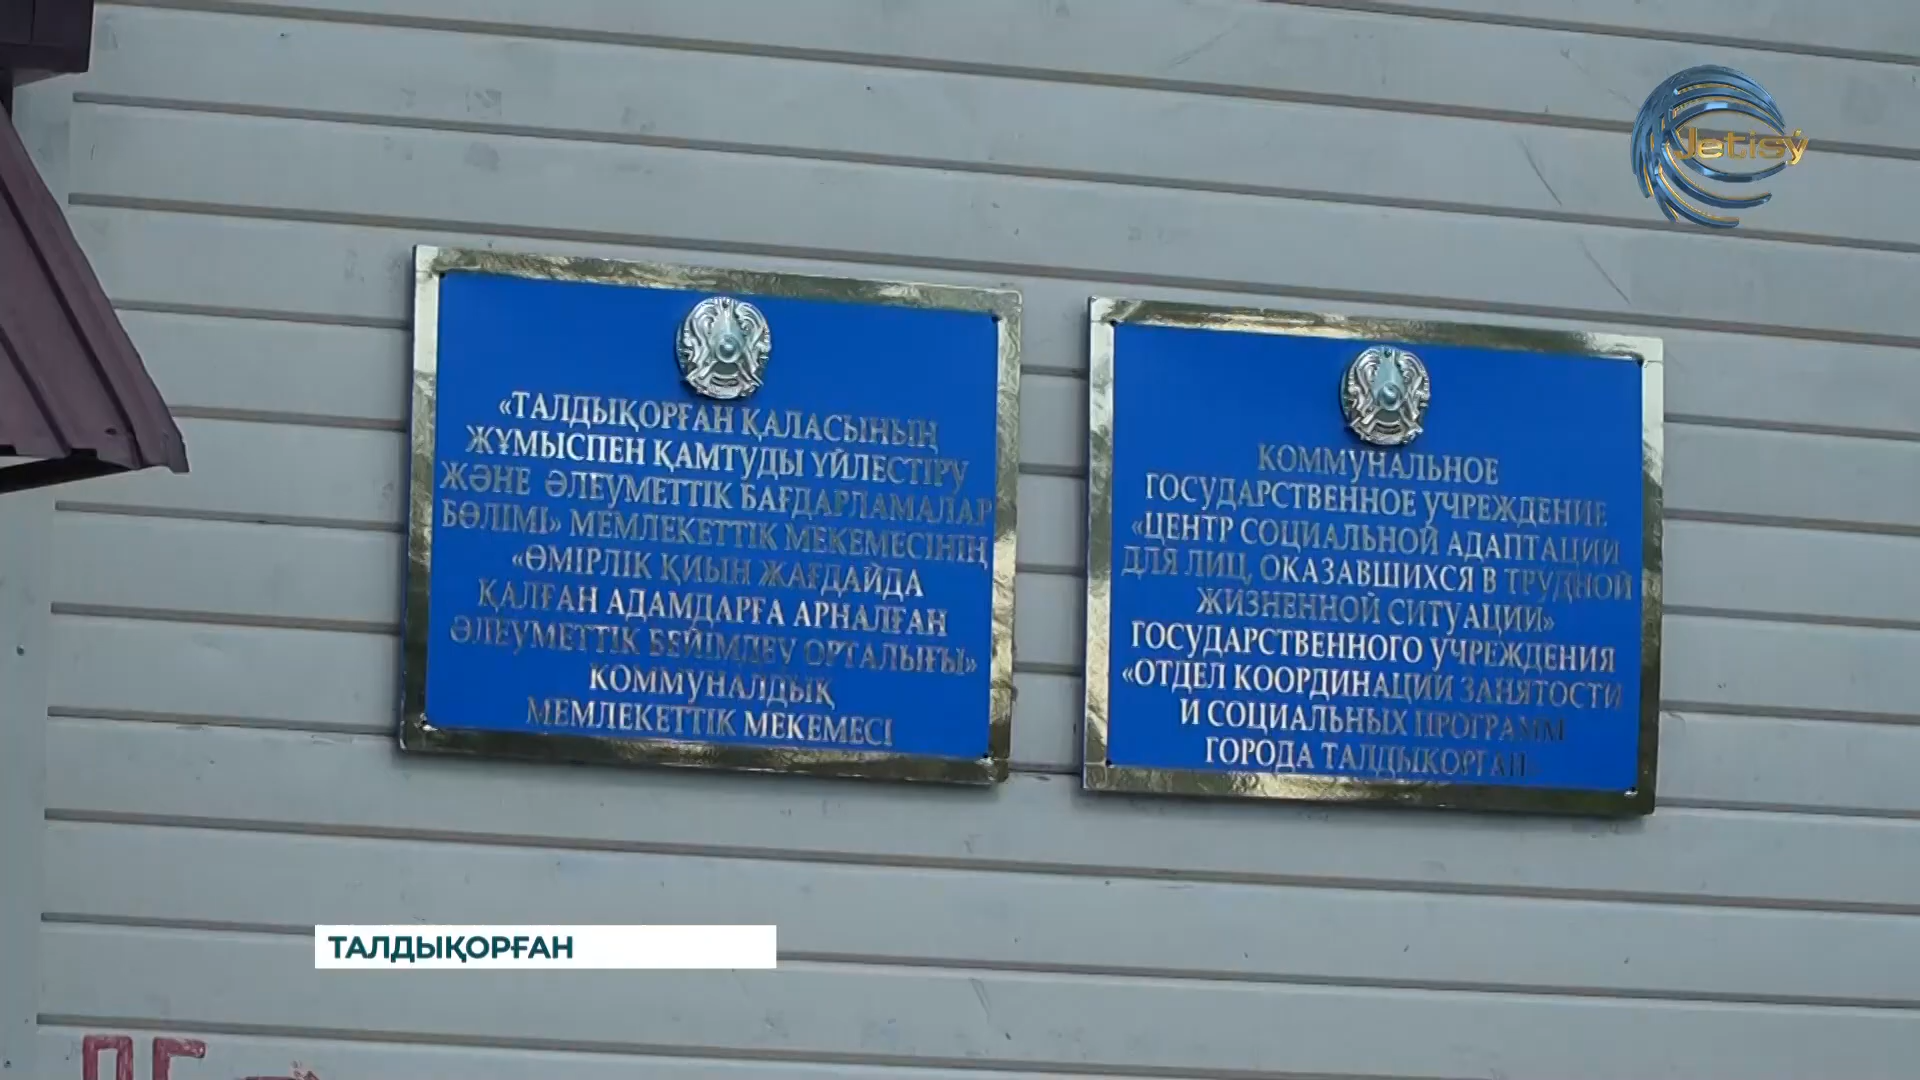 Jetisý
«ТАЛДЫҚОРҒАН ҚАЛАСЫНЫҢ
ЖҰМЫСПЕН ҚАМТУДЫ ҮЙЛЕСТІРУ
ЖӘНЕ ӘЛЕУМЕТТІК БАҒДАРЛАМАЛАР
БӨЛІМІ» МЕМЛЕКЕТТІК МЕКЕМЕСІНІҢ
«ӨМІРЛІК ҚИЫН ЖАҒДАЙДА
ҚАЛҒАН АДАМДАРҒА АРНАЛҒАН
ӘЛЕУМЕТТІК БЕЙІМДЕУ ОРТАЛЫҒЫ»
КОММУНАЛДЫҚ
МЕМЛЕКЕТТІК МЕКЕМЕСІ
КОММУНАЛЬНОЕ
ГОСУДАРСТВЕННОЕ УЧРЕЖДЕНИЕ
«ЦЕНТР СОЦИАЛЬНОЙ АДАПТАЦИИ
ДЛЯ ЛИЦ, ОКАЗАВШИХСЯ В ТРУДНОЙ
ЖИЗНЕННОЙ СИТУАЦИИ»
ГОСУДАРСТВЕННОГО УЧРЕЖДЕНИЯ
«ОТДЕЛ КООРДИНАЦИИ ЗАНЯТОСТИ
И СОЦИАЛЬНЫХ ПРОГРАММ
ГОРОДА ТАЛДЫКОРГАН»
ТАЛДЫҚОРҒАН